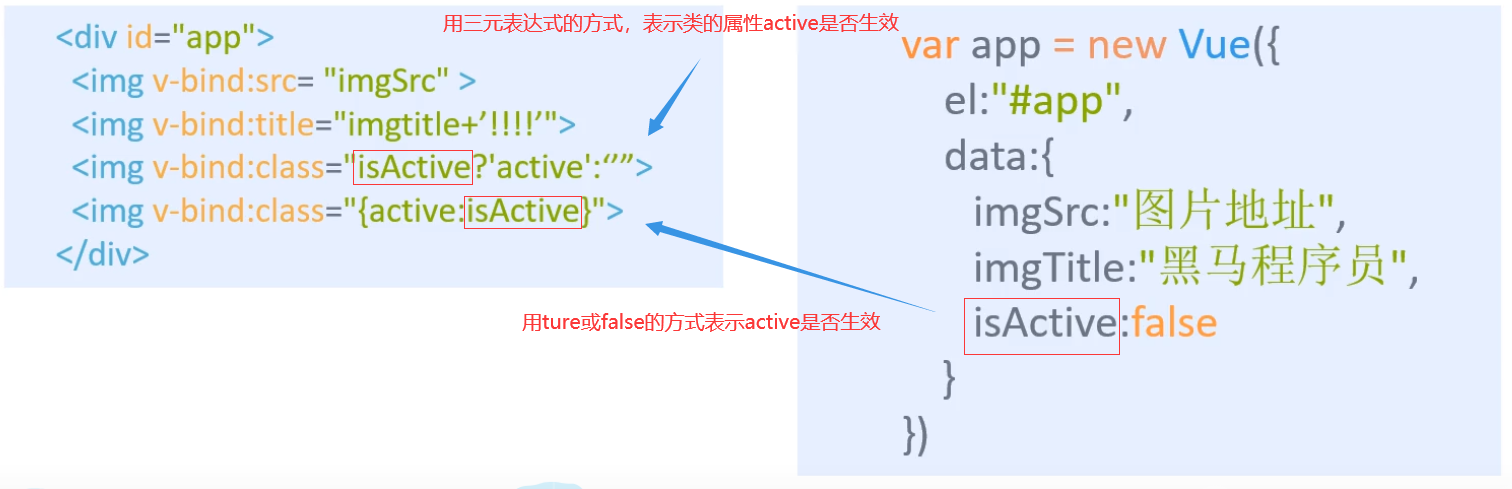 用三元表达式的方式，表示类的属性active是否生效
<div id="app">
<img v-bind:src= "imgSrc" >
<img v-bind:title="imgtitle+’!!!!’">
<img v-bind:class="isActive?'active':‘’”>
<img v-bind:class="{active:isActive}">
</div>
用ture或false的方式表示active是否生效
var app = new Vue({
el:"#app",
data:{
imgSrc:"图片地址",
imgTitle:"黑马程序员",
isActive:false
}
})